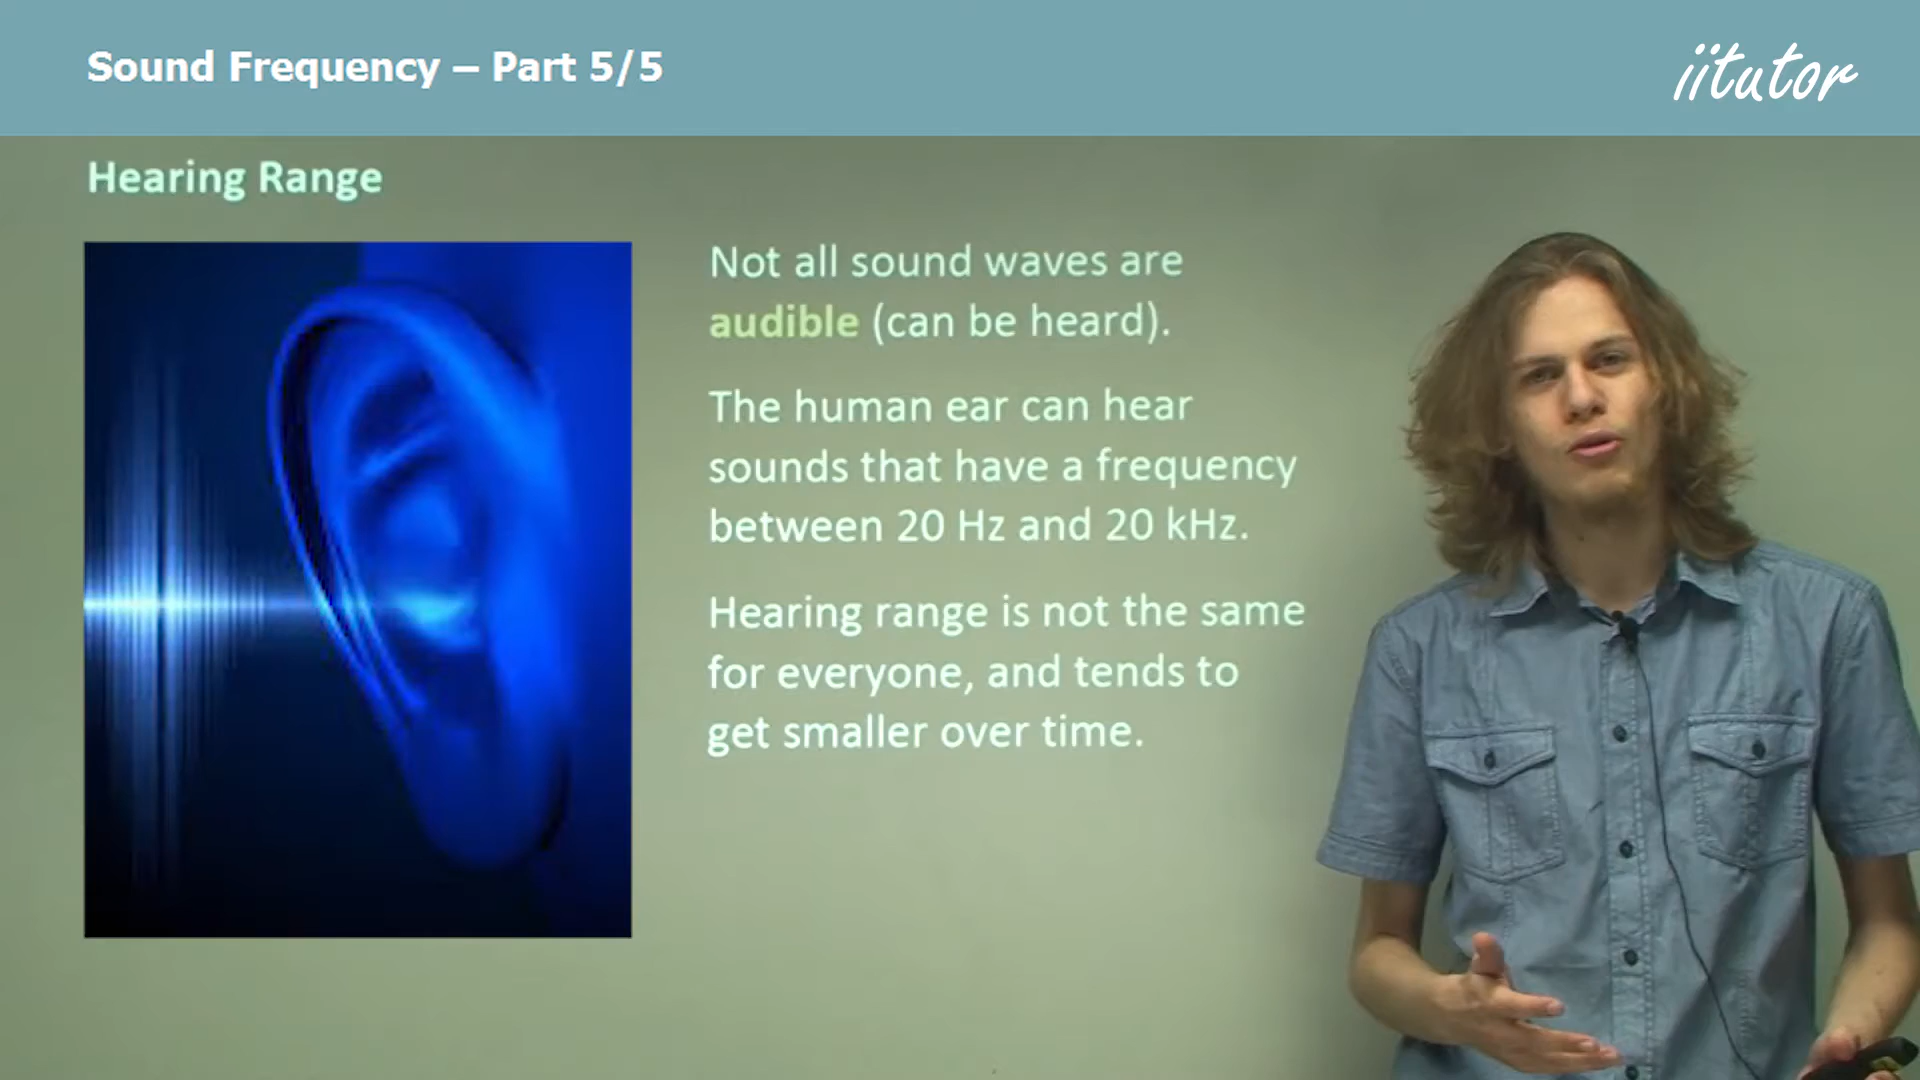 Sound Frequency – Part 5/5
iitutor
Hearing Range
Not all sound waves are
audible (can be heard).
The human ear can hear
sounds that have a frequency
between 20 Hz and 20 kHz.
Hearing range is not the same
for everyone, and tends to
get smaller over time.